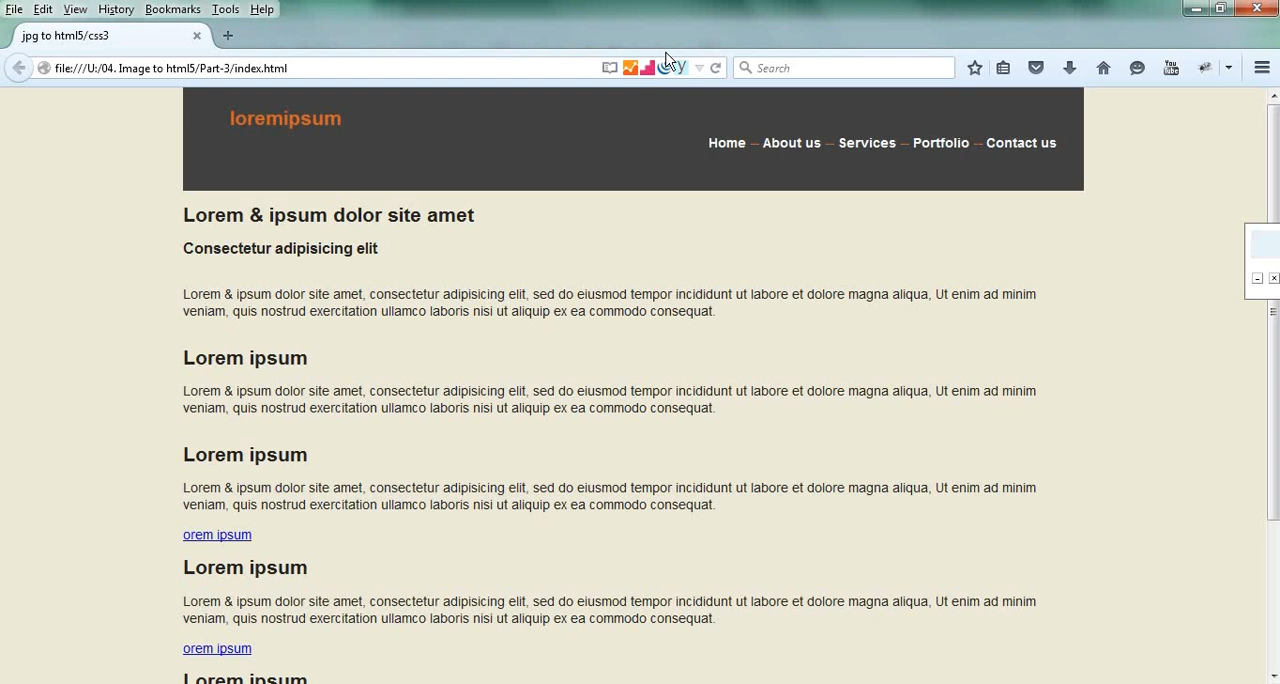 File Edit View History Bookmarks Tools Help
jpg to html5/css3
file:///U:/04. Image to html5/Part-3/index.html
Search
You Tube
loremipsum
Home – About us – Services – Portfolio – Contact us
Lorem & ipsum dolor site amet
Consectetur adipisicing elit
Lorem & ipsum dolor site amet, consectetur adipisicing elit, sed do eiusmod tempor incididunt ut labore et dolore magna aliqua, Ut enim ad minim
veniam, quis nostrud exercitation ullamco laboris nisi ut aliquip ex ea commodo consequat.
Lorem ipsum
Lorem & ipsum dolor site amet, consectetur adipisicing elit, sed do eiusmod tempor incididunt ut labore et dolore magna aliqua, Ut enim ad minim
veniam, quis nostrud exercitation ullamco laboris nisi ut aliquip ex ea commodo consequat.
Lorem ipsum
Lorem & ipsum dolor site amet, consectetur adipisicing elit, sed do eiusmod tempor incididunt ut labore et dolore magna aliqua, Ut enim ad minim
veniam, quis nostrud exercitation ullamco laboris nisi ut aliquip ex ea commodo consequat.
orem ipsum
Lorem ipsum
Lorem & ipsum dolor site amet, consectetur adipisicing elit, sed do eiusmod tempor incididunt ut labore et dolore magna aliqua, Ut enim ad minim
veniam, quis nostrud exercitation ullamco laboris nisi ut aliquip ex ea commodo consequat.
orem ipsum
Lorem ipsum